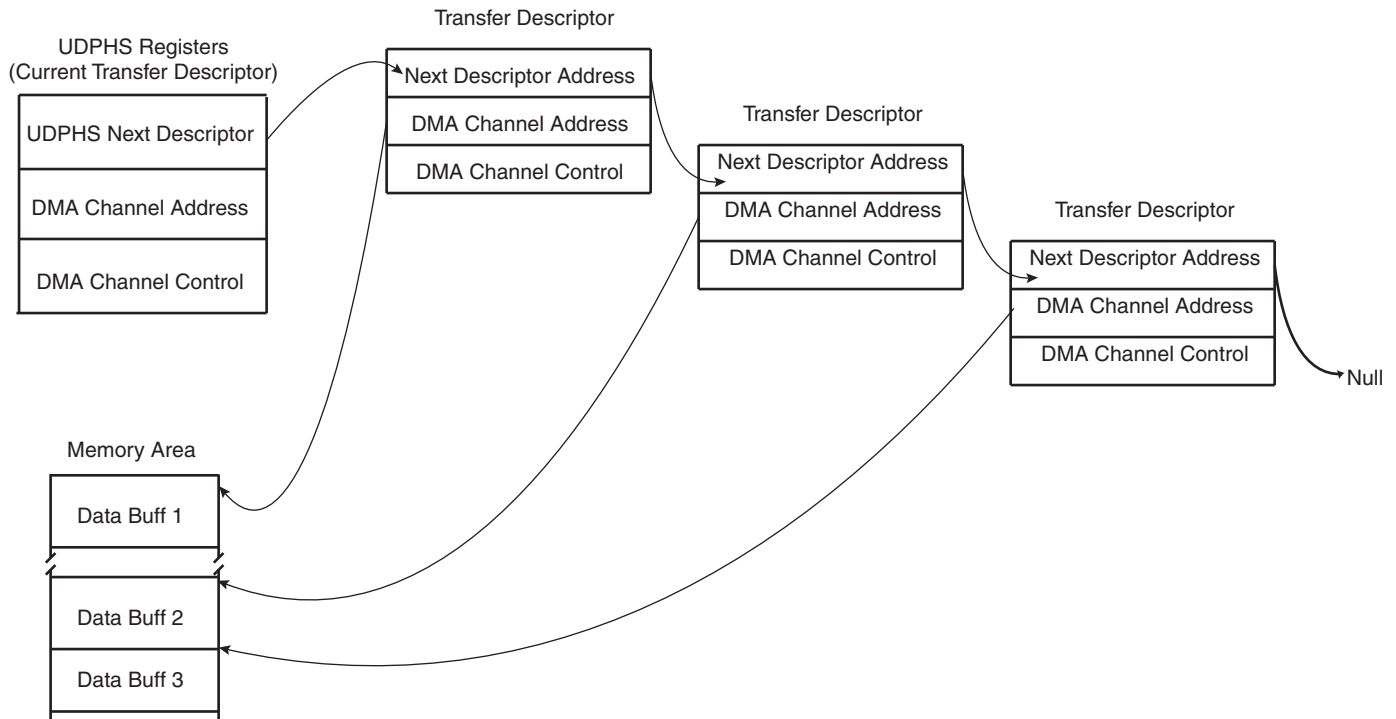 UDPHS Registers
(Current Transfer Descriptor)
UDPHS Next Descriptor
DMA Channel Address
DMA Channel Control
Transfer Descriptor
Next Descriptor Address
DMA Channel Address
DMA Channel Control
Transfer Descriptor
Next Descriptor Address
DMA Channel Address
DMA Channel Control
Transfer Descriptor
Next Descriptor Address
DMA Channel Address
DMA Channel Control
Null
Memory Area
Data Buff 1
Data Buff 2
Data Buff 3